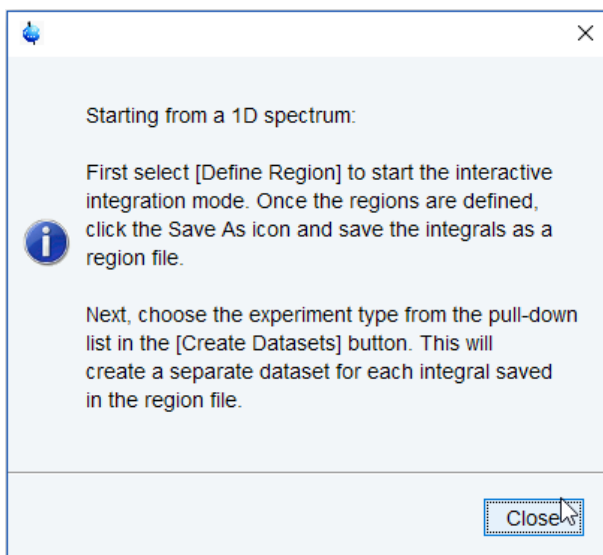 Starting from a 1D spectrum:
First select [Define Region] to start the interactive
integration mode. Once the regions are defined,
click the Save As icon and save the integrals as a
region file.
Next, choose the experiment type from the pull-down
list in the [Create Datasets] button. This will
create a separate dataset for each integral saved
in the region file.
Close